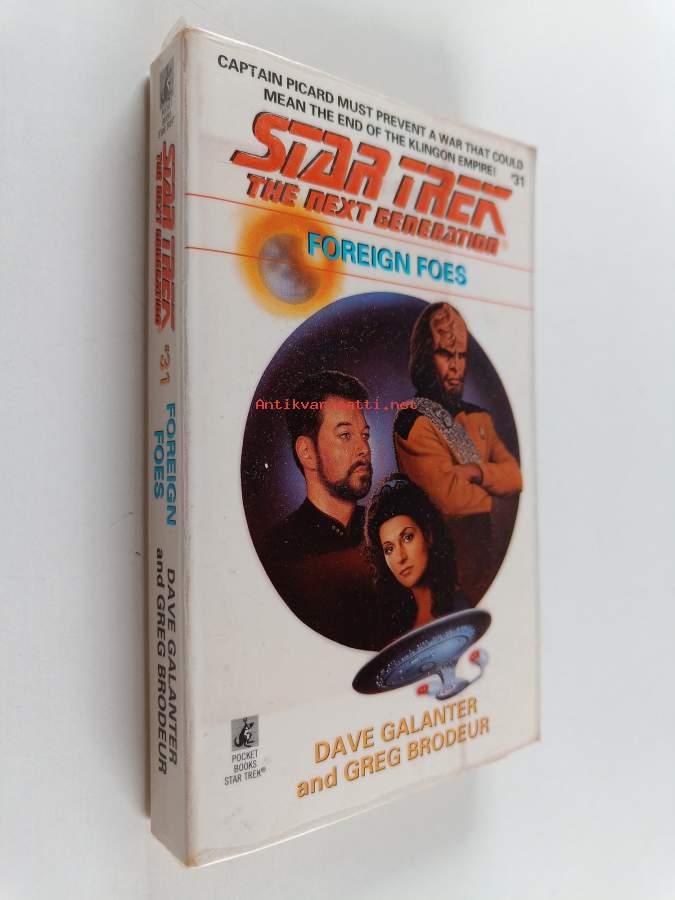 CAPTAIN PICARD MUST PREVENT A WAR THAT COULD
MEAN THE END OF THE KLINGON EMPIRE!
#31
STAR TREK
THE NEXT GENERATION®
FOREIGN FOES
DAVE GALANTER
and GREG BRODEUR
POCKET
BOOKS
STAR TREK®
STAR TREK
THE NEXT GENERATION
#31
FOREIGN
FOES
DAVE GALANTER
and GREG BRODEUR